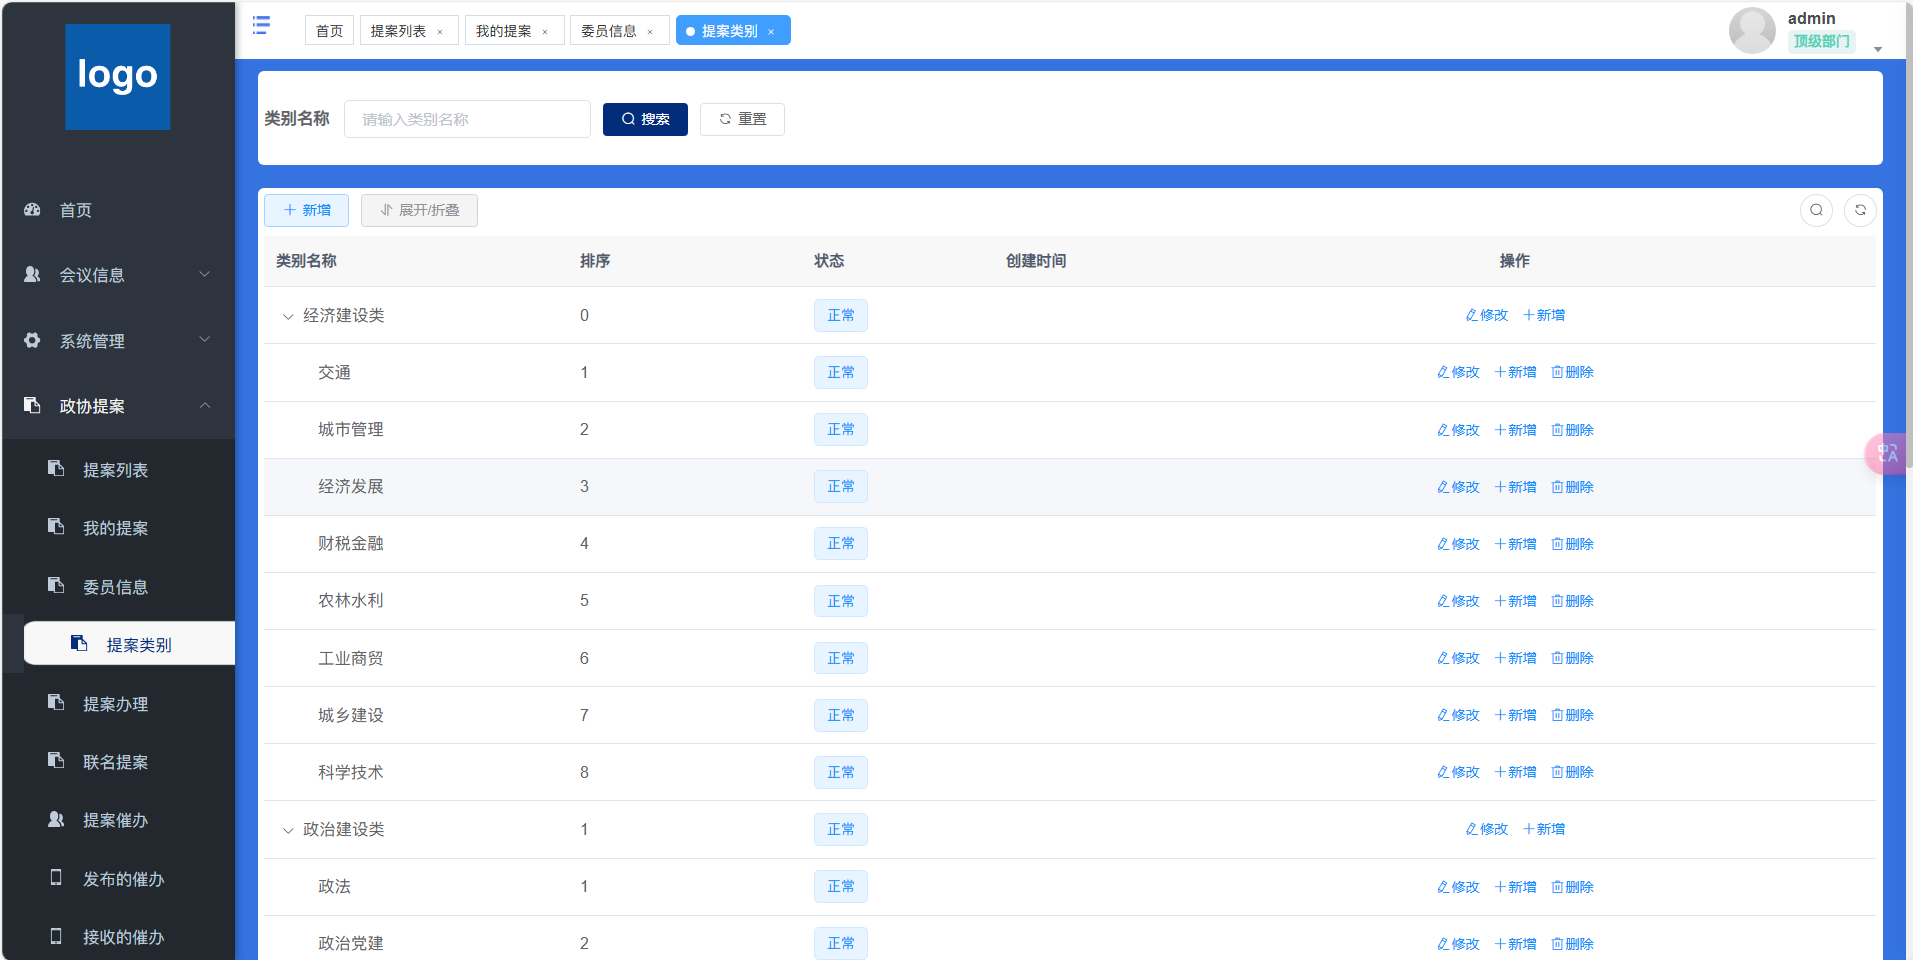 logo
首页
会议信息
系统管理
政协提案
提案列表
我的提案
委员信息
提案类别
提案办理
联名提案
提案催办
发布的催办
接收的催办
首页 提案列表 × 我的提案 × 委员信息 × 提案类别 ×
admin
顶级部门
类别名称 请输入类别名称 搜索 重置
新增 展开/折叠
类别名称 排序 状态 创建时间 操作
经济建设类 0 正常 修改 新增
交通 1 正常 修改 新增 删除
城市管理 2 正常 修改 新增 删除
经济发展 3 正常 修改 新增 删除
财税金融 4 正常 修改 新增 删除
农林水利 5 正常 修改 新增 删除
工业商贸 6 正常 修改 新增 删除
城乡建设 7 正常 修改 新增 删除
科学技术 8 正常 修改 新增 删除
政治建设类 1 正常 修改 新增
政法 1 正常 修改 新增 删除
政治党建 2 正常 修改 新增 删除